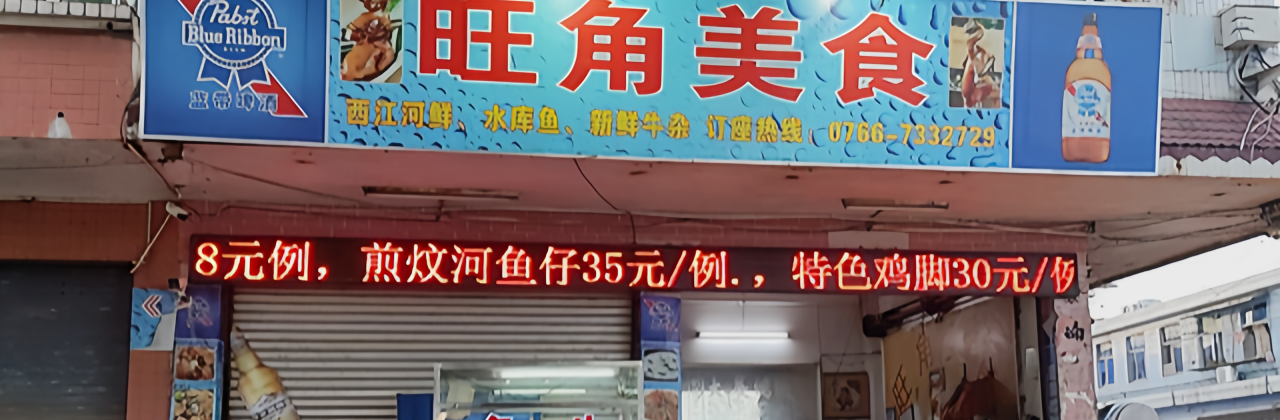 Pabst
Blue Ribbon
BEER
蓝带啤酒
旺角美食
西江河鲜、水库鱼、新鲜牛杂 订座热线：0766-7332729
8元例，煎炆河鱼仔35元/例.，特色鸡脚30元/例